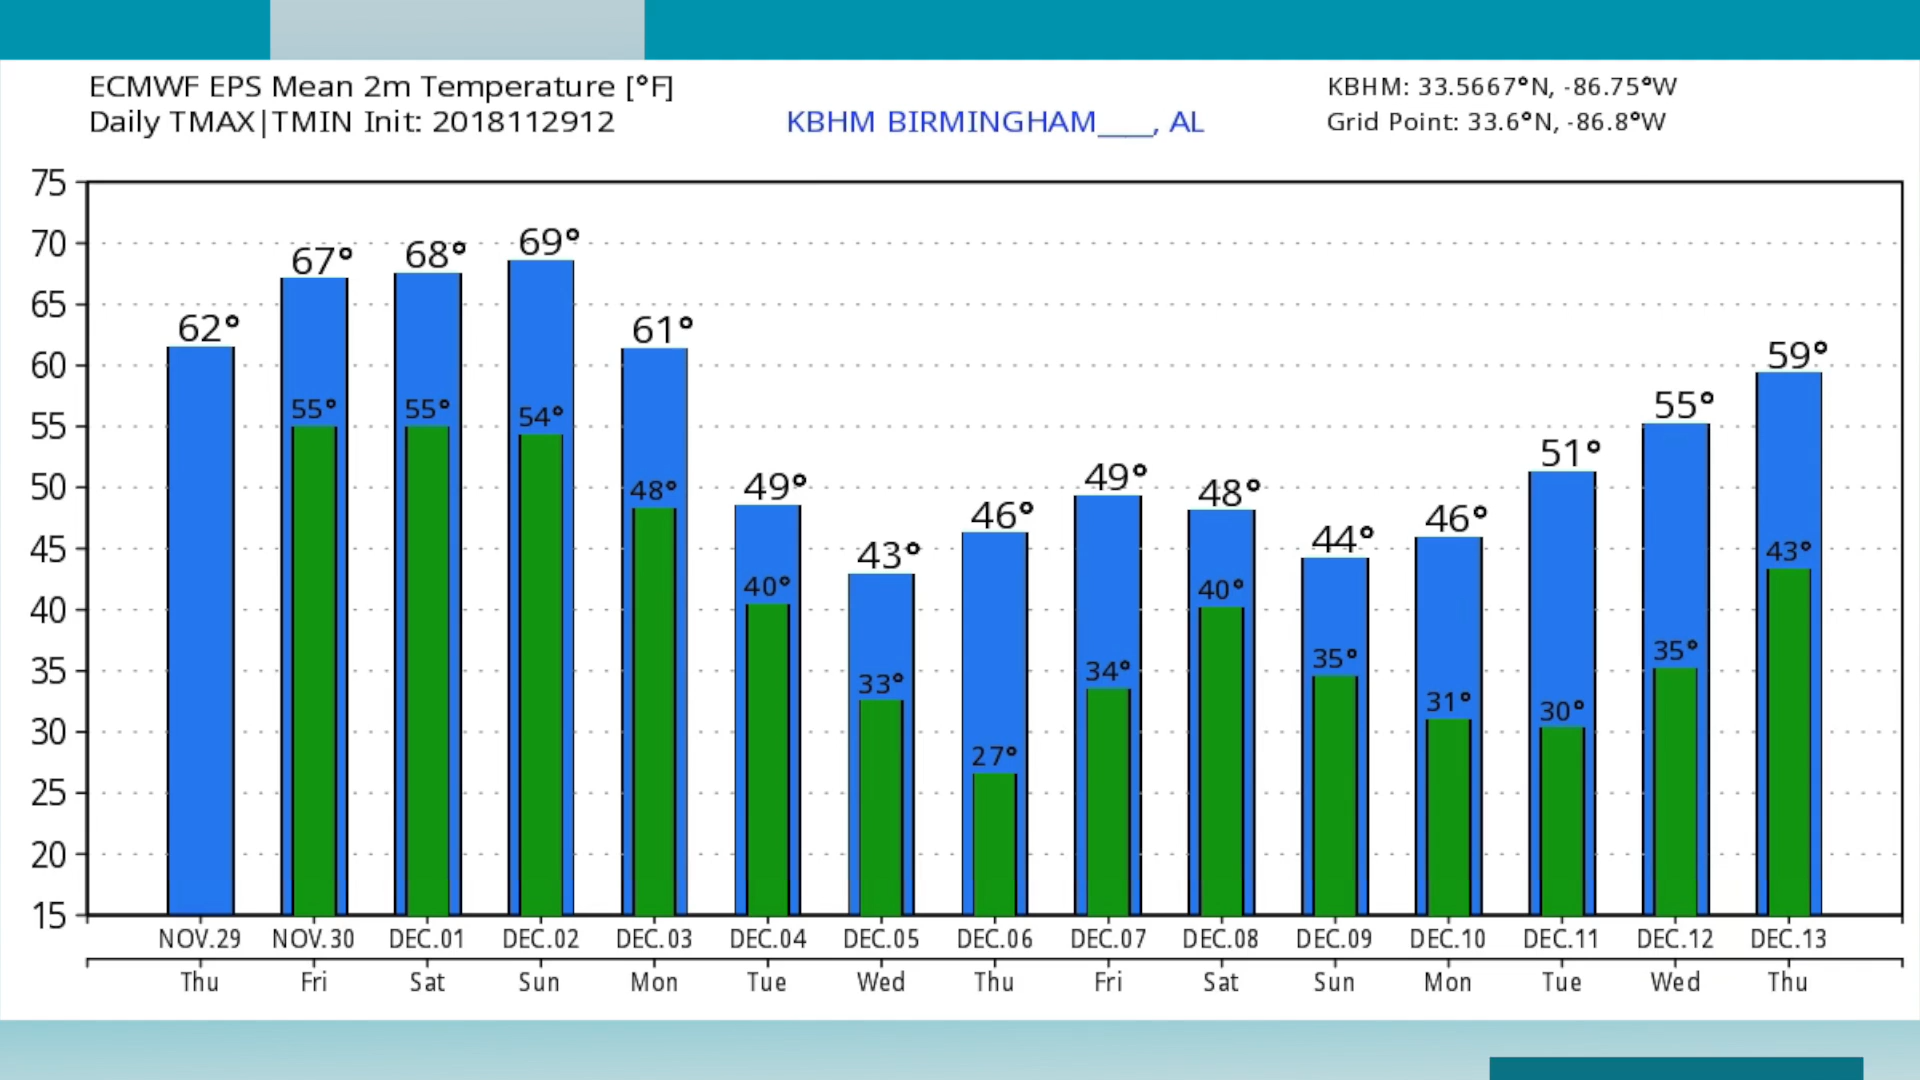 ECMWF EPS Mean 2m Temperature [°F]
Daily TMAX|TMIN Init: 2018112912
KBHM BIRMINGHAM____, AL
KBHM: 33.5667°N, -86.75°W
Grid Point: 33.6°N, -86.8°W
75
70
65
60
55
50
45
40
35
30
25
20
15
62° 67° 68° 69° 61° 49° 43° 46° 49° 48° 44° 46° 51° 55° 59°
55° 55° 54° 48° 40° 33° 27° 34° 40° 35° 31° 30° 35° 43°
NOV.29 NOV.30 DEC.01 DEC.02 DEC.03 DEC.04 DEC.05 DEC.06 DEC.07 DEC.08 DEC.09 DEC.10 DEC.11 DEC.12 DEC.13
Thu Fri Sat Sun Mon Tue Wed Thu Fri Sat Sun Mon Tue Wed Thu